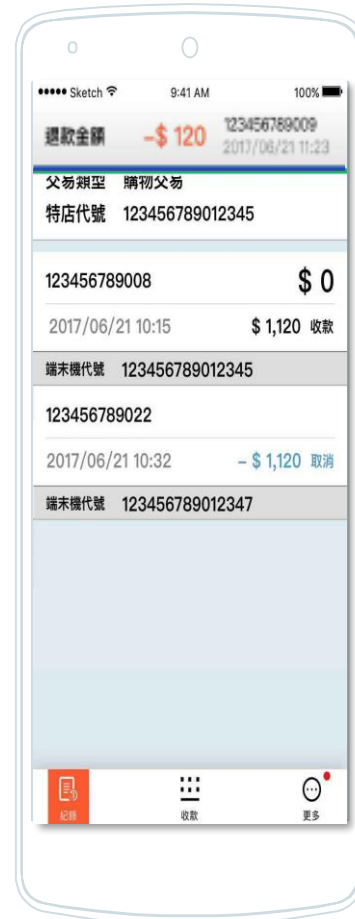 Sketch 9:41 AM 100%
退款金額 -$ 120 123456789009
2017/06/21 11:23
交易類型 購物交易
特店代號 123456789012345
123456789008 $ 0
2017/06/21 10:15 $ 1,120 收款
端末機代號 123456789012345
123456789022
2017/06/21 10:32 - $ 1,120 取消
端末機代號 123456789012347
紀錄 收款 更多